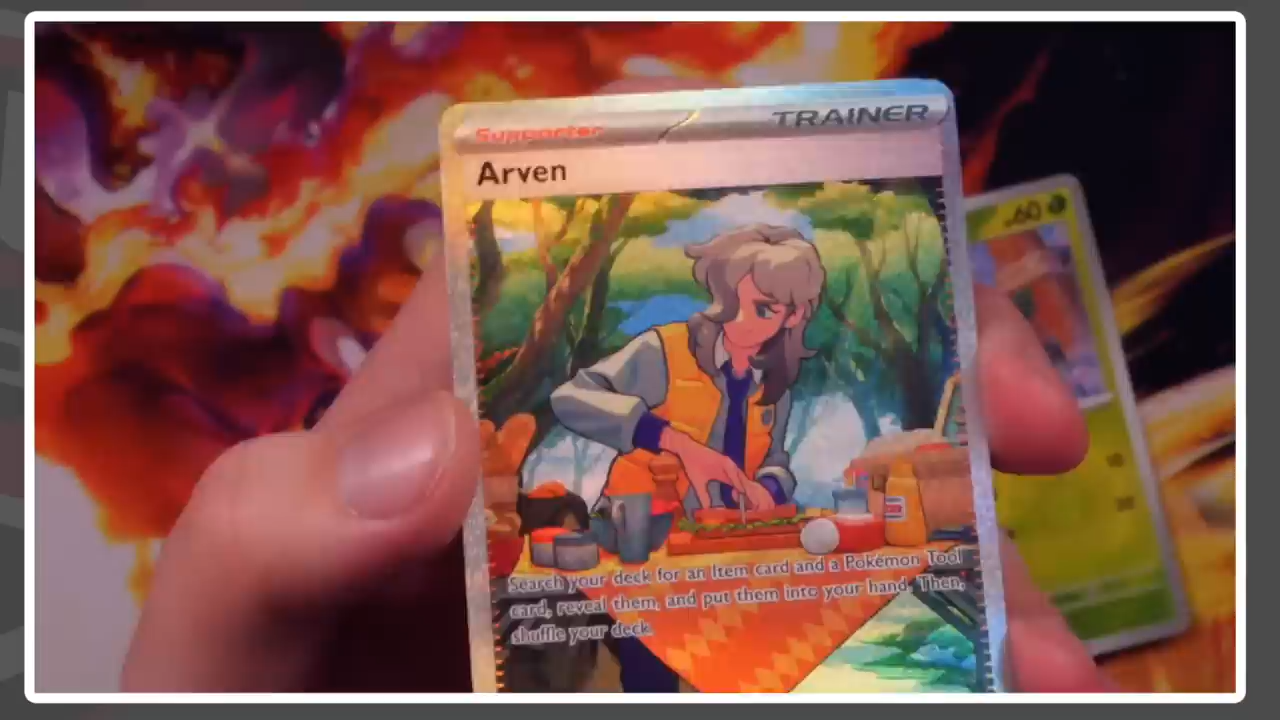 Supporter
TRAINER
Arven
HP60
Search your deck for an Item card and a Pokémon Tool
card, reveal them, and put them into your hand. Then,
shuffle your deck.